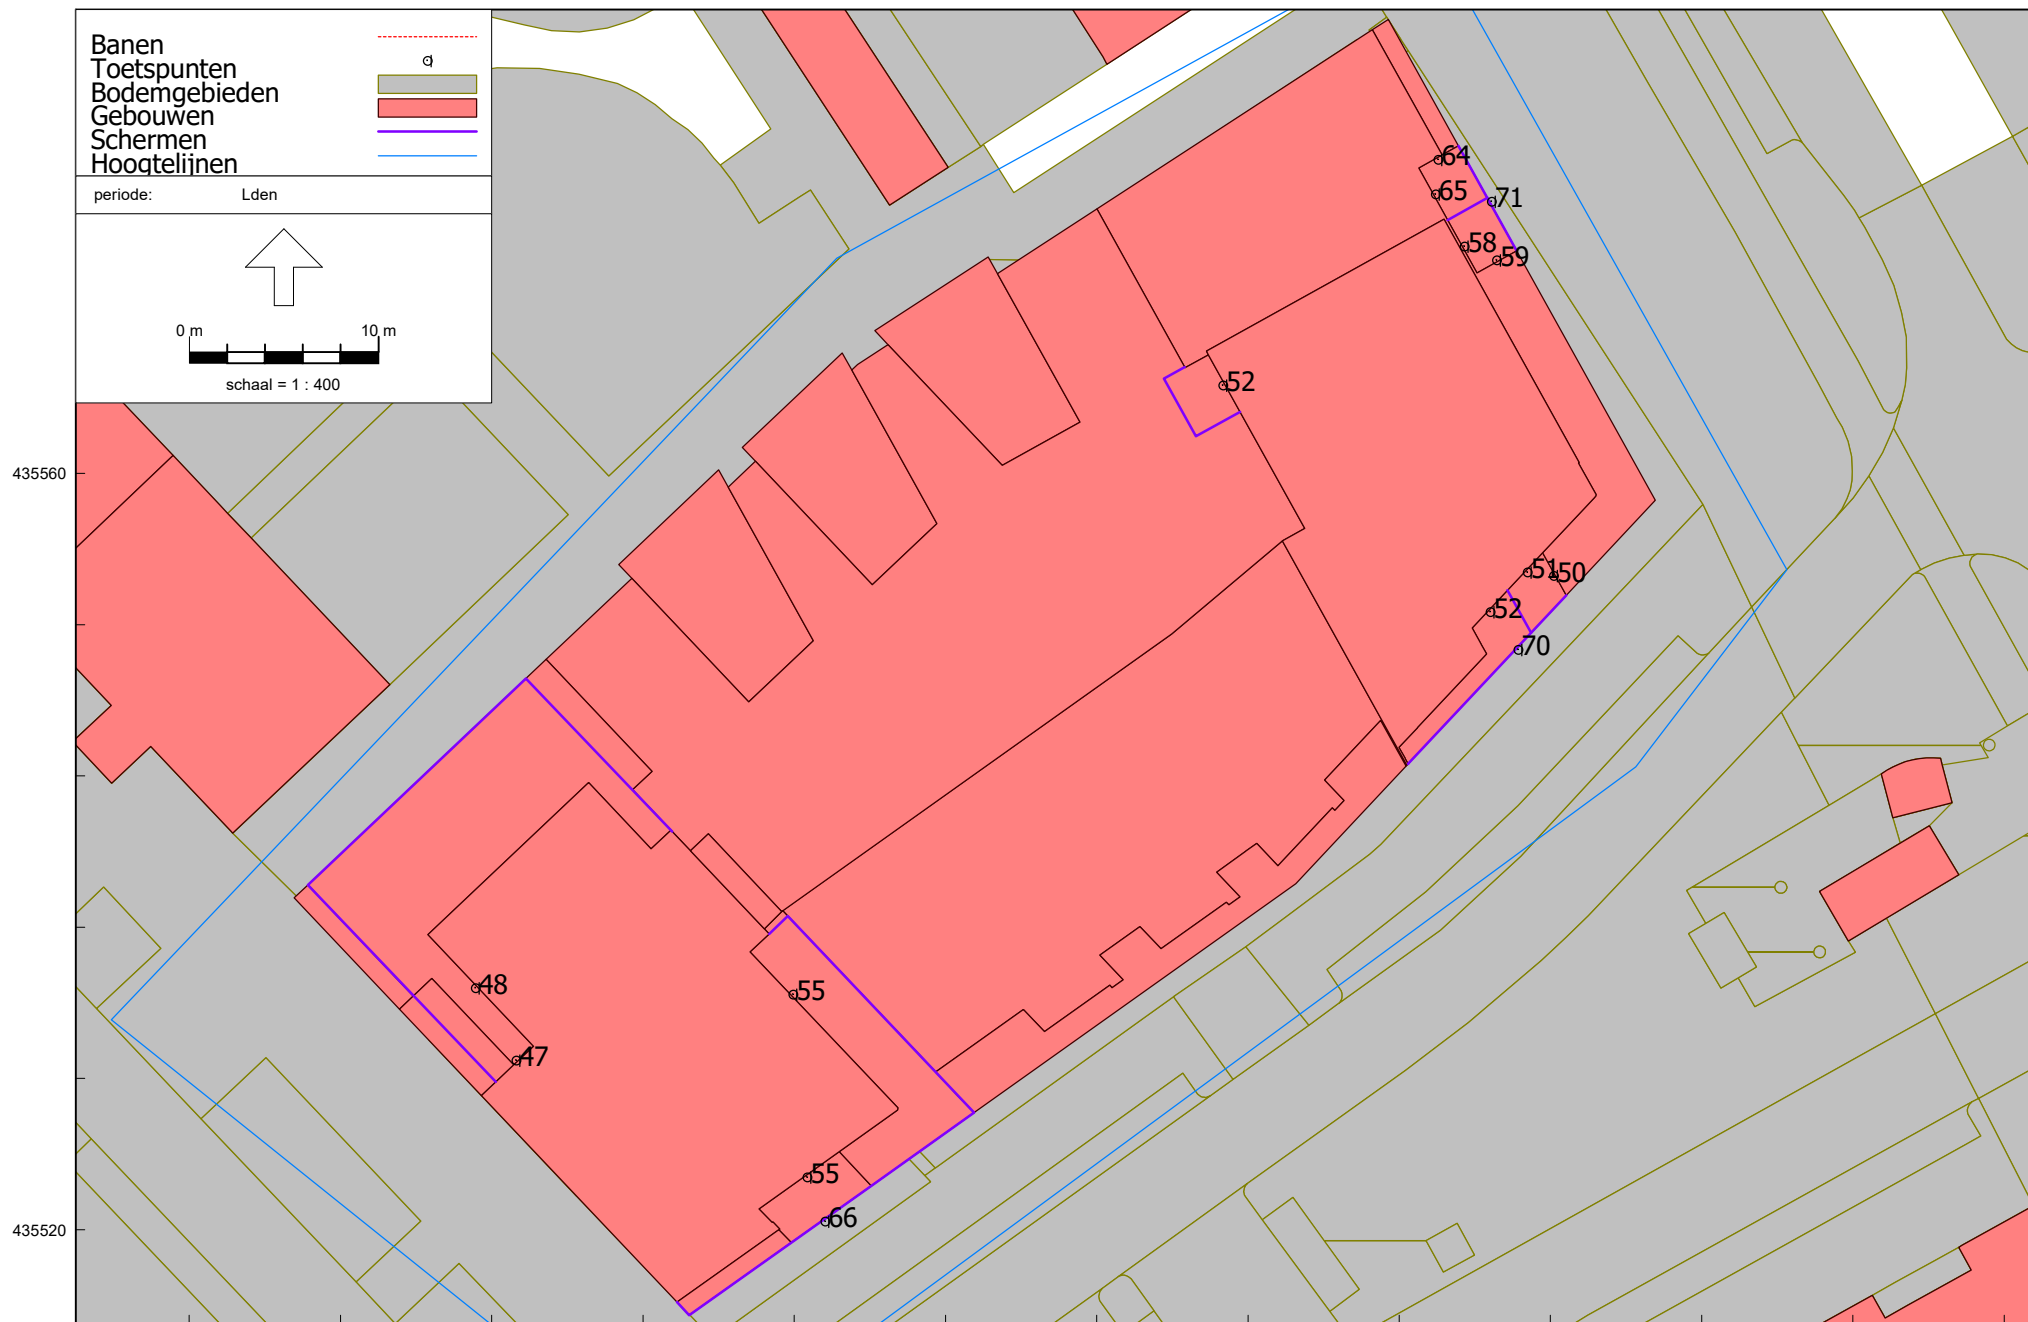 Banen
Toetspunten
Bodemgebieden
Gebouwen
Schermen
Hoogtelijnen
periode: Lden
0 m 10 m
schaal = 1 : 400
64
65
71
58
59
52
435560
51
50
52
70
48
55
47
55
66
435520